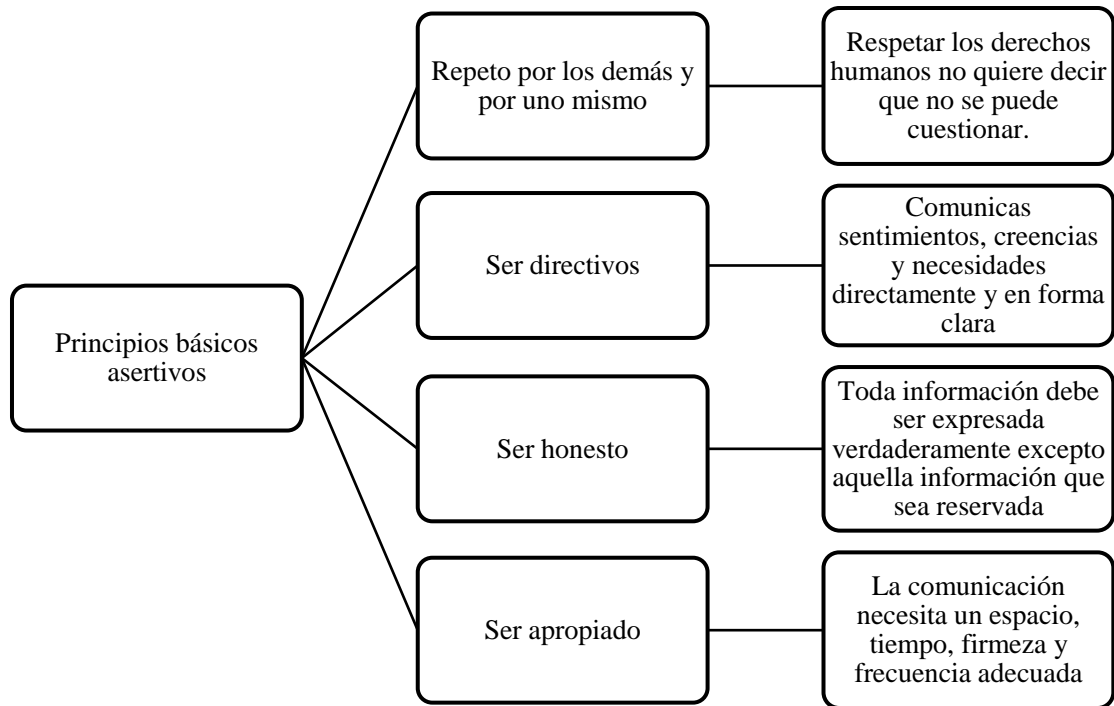 Principios básicos
asertivos
Repeto por los demás y
por uno mismo
Respetar los derechos
humanos no quiere decir
que no se puede
cuestionar.
Ser directivos
Comunicas
sentimientos, creencias
y necesidades
directamente y en forma
clara
Ser honesto
Toda información debe
ser expresada
verdaderamente excepto
aquella información que
sea reservada
Ser apropiado
La comunicación
necesita un espacio,
tiempo, firmeza y
frecuencia adecuada